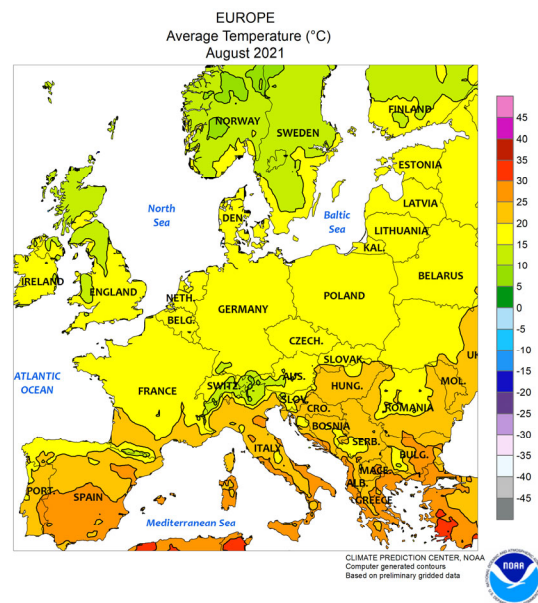 EUROPE
Average Temperature (°C)
August 2021
NORWAY
FINLAND
SWEDEN
ESTONIA
North
Sea
DEN.
Baltic
Sea
LATVIA
LITHUANIA
KAL.
IRELAND
ENGLAND
NETH.
BELG.
GERMANY
POLAND
BELARUS
CZECH.
SLOVAK.
UK
ATLANTIC
OCEAN
FRANCE
SWITZ.
AUS.
SLOV.
HUNG.
MOL.
CRO.
ROMANIA
BOSNIA
SERB.
ITALY
BULG.
MACE.
ALB.
GREECE
PORT.
SPAIN
Mediterranean Sea
45
40
35
30
25
20
15
10
5
0
-5
-10
-15
-20
-25
-30
-35
-40
-45
CLIMATE PREDICTION CENTER, NOAA
Computer generated contours
Based on preliminary gridded data
NOAA